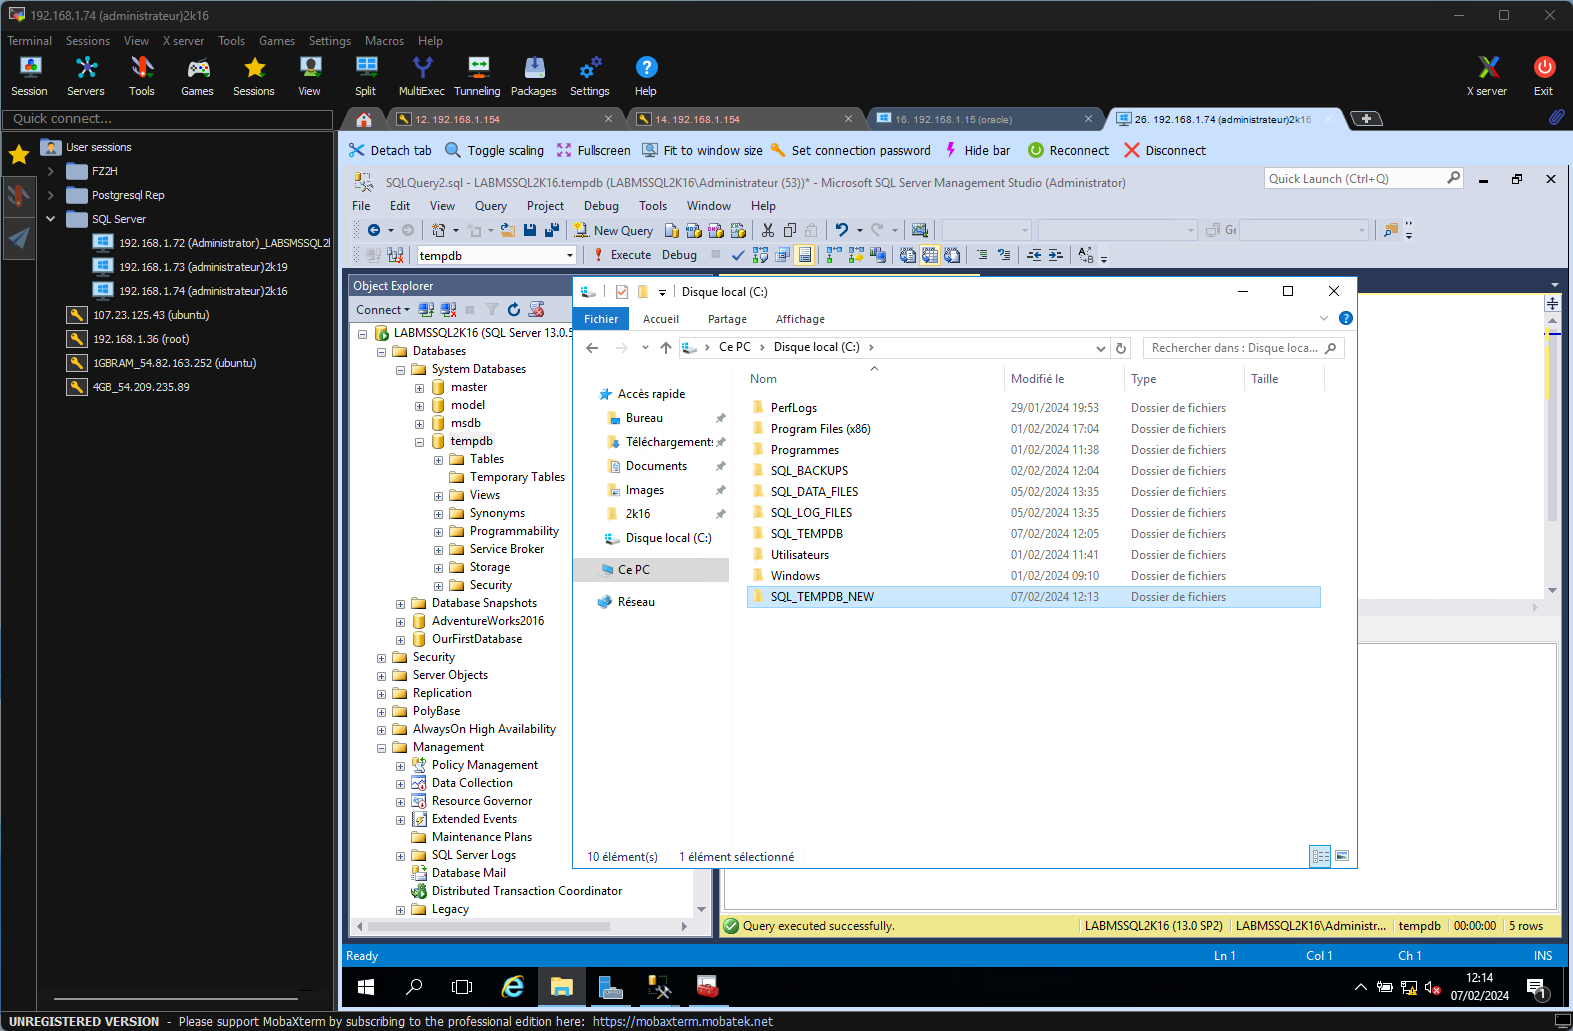 192.168.1.74 (administrateur)2k16
Terminal Sessions View X server Tools Games Settings Macros Help
Session Servers Tools Games Sessions View Split MultiExec Tunneling Packages Settings Help X server Exit
Quick connect...
12. 192.168.1.154
14. 192.168.1.154
16. 192.168.1.15 (oracle)
26. 192.168.1.74 (administrateur)2k16
User sessions
FZ2H
Postgresql Rep
SQL Server
192.168.1.72 (Administrator)_LABSMSSQL2
192.168.1.73 (administrateur)2k19
192.168.1.74 (administrateur)2k16
107.23.125.43 (ubuntu)
192.168.1.36 (root)
1GBRAM_54.82.163.252 (ubuntu)
4GB_54.209.235.89
Detach tab Toggle scaling Fullscreen Fit to window size Set connection password Hide bar Reconnect Disconnect
SQLQuery2.sql - LABMSSQL2K16.tempdb (LABMSSQL2K16\Administrateur (53))* - Microsoft SQL Server Management Studio (Administrator)
Quick Launch (Ctrl+Q)
File Edit View Query Project Debug Tools Window Help
New Query
tempdb
Execute Debug
Object Explorer
Connect
LABMSSQL2K16 (SQL Server 13.0.5
Databases
System Databases
master
model
msdb
tempdb
Tables
Temporary Tables
Views
Synonyms
Programmability
Service Broker
Storage
Security
Database Snapshots
AdventureWorks2016
OurFirstDatabase
Security
Server Objects
Replication
PolyBase
AlwaysOn High Availability
Management
Policy Management
Data Collection
Resource Governor
Extended Events
Maintenance Plans
SQL Server Logs
Database Mail
Distributed Transaction Coordinator
Legacy
Disque local (C:)
Fichier Accueil Partage Affichage
Ce PC Disque local (C:)
Rechercher dans : Disque loca...
Accès rapide
Bureau
Téléchargements
Documents
Images
2k16
Disque local (C:)
Ce PC
Réseau
Nom Modifié le Type Taille
PerfLogs 29/01/2024 19:53 Dossier de fichiers
Program Files (x86) 01/02/2024 17:04 Dossier de fichiers
Programmes 01/02/2024 11:38 Dossier de fichiers
SQL_BACKUPS 02/02/2024 12:04 Dossier de fichiers
SQL_DATA_FILES 05/02/2024 13:35 Dossier de fichiers
SQL_LOG_FILES 05/02/2024 13:35 Dossier de fichiers
SQL_TEMPDB 07/02/2024 12:05 Dossier de fichiers
Utilisateurs 01/02/2024 11:41 Dossier de fichiers
Windows 01/02/2024 09:10 Dossier de fichiers
SQL_TEMPDB_NEW 07/02/2024 12:13 Dossier de fichiers
10 élément(s) 1 élément sélectionné
Query executed successfully. LABMSSQL2K16 (13.0 SP2) LABMSSQL2K16\Administr... tempdb 00:00:00 5 rows
Ready Ln 1 Col 1 Ch 1 INS
12:14
07/02/2024
1
UNREGISTERED VERSION - Please support MobaXterm by subscribing to the professional edition here: https://mobaxterm.mobatek.net